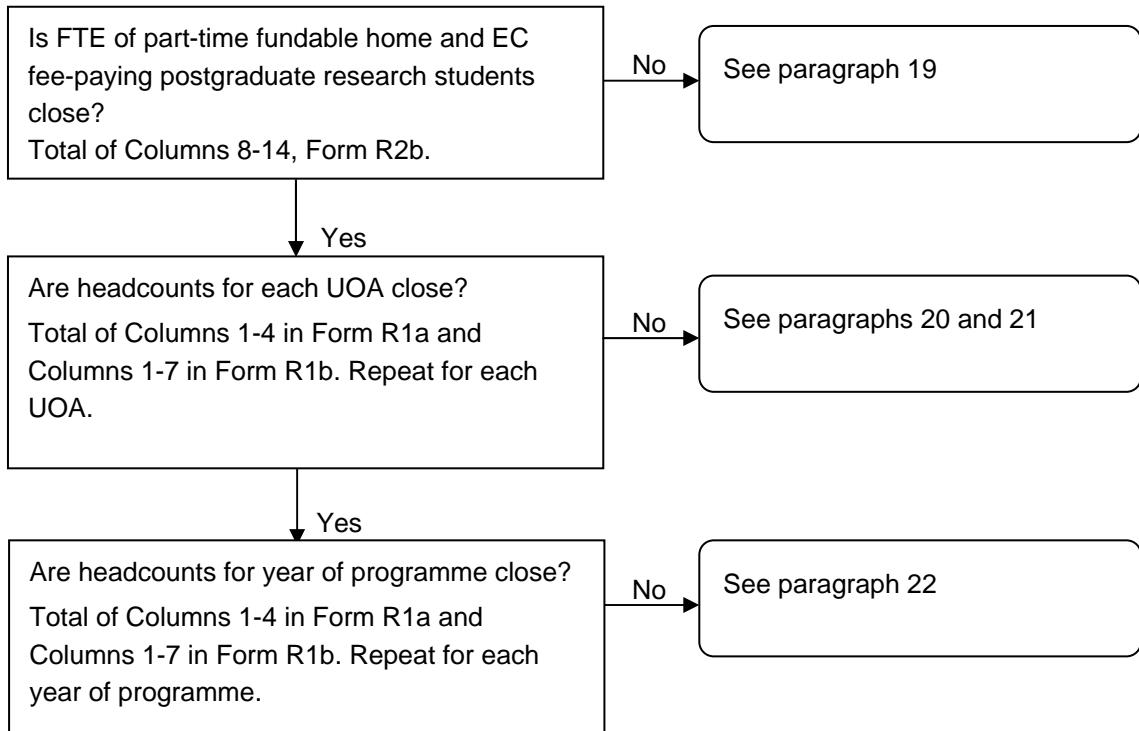 Is FTE of part-time fundable home and EC
fee-paying postgraduate research students
close?
Total of Columns 8-14, Form R2b.
No
See paragraph 19
Yes
Are headcounts for each UOA close?
Total of Columns 1-4 in Form R1a and
Columns 1-7 in Form R1b. Repeat for each
UOA.
No
See paragraphs 20 and 21
Yes
Are headcounts for year of programme close?
Total of Columns 1-4 in Form R1a and
Columns 1-7 in Form R1b. Repeat for each
year of programme.
No
See paragraph 22